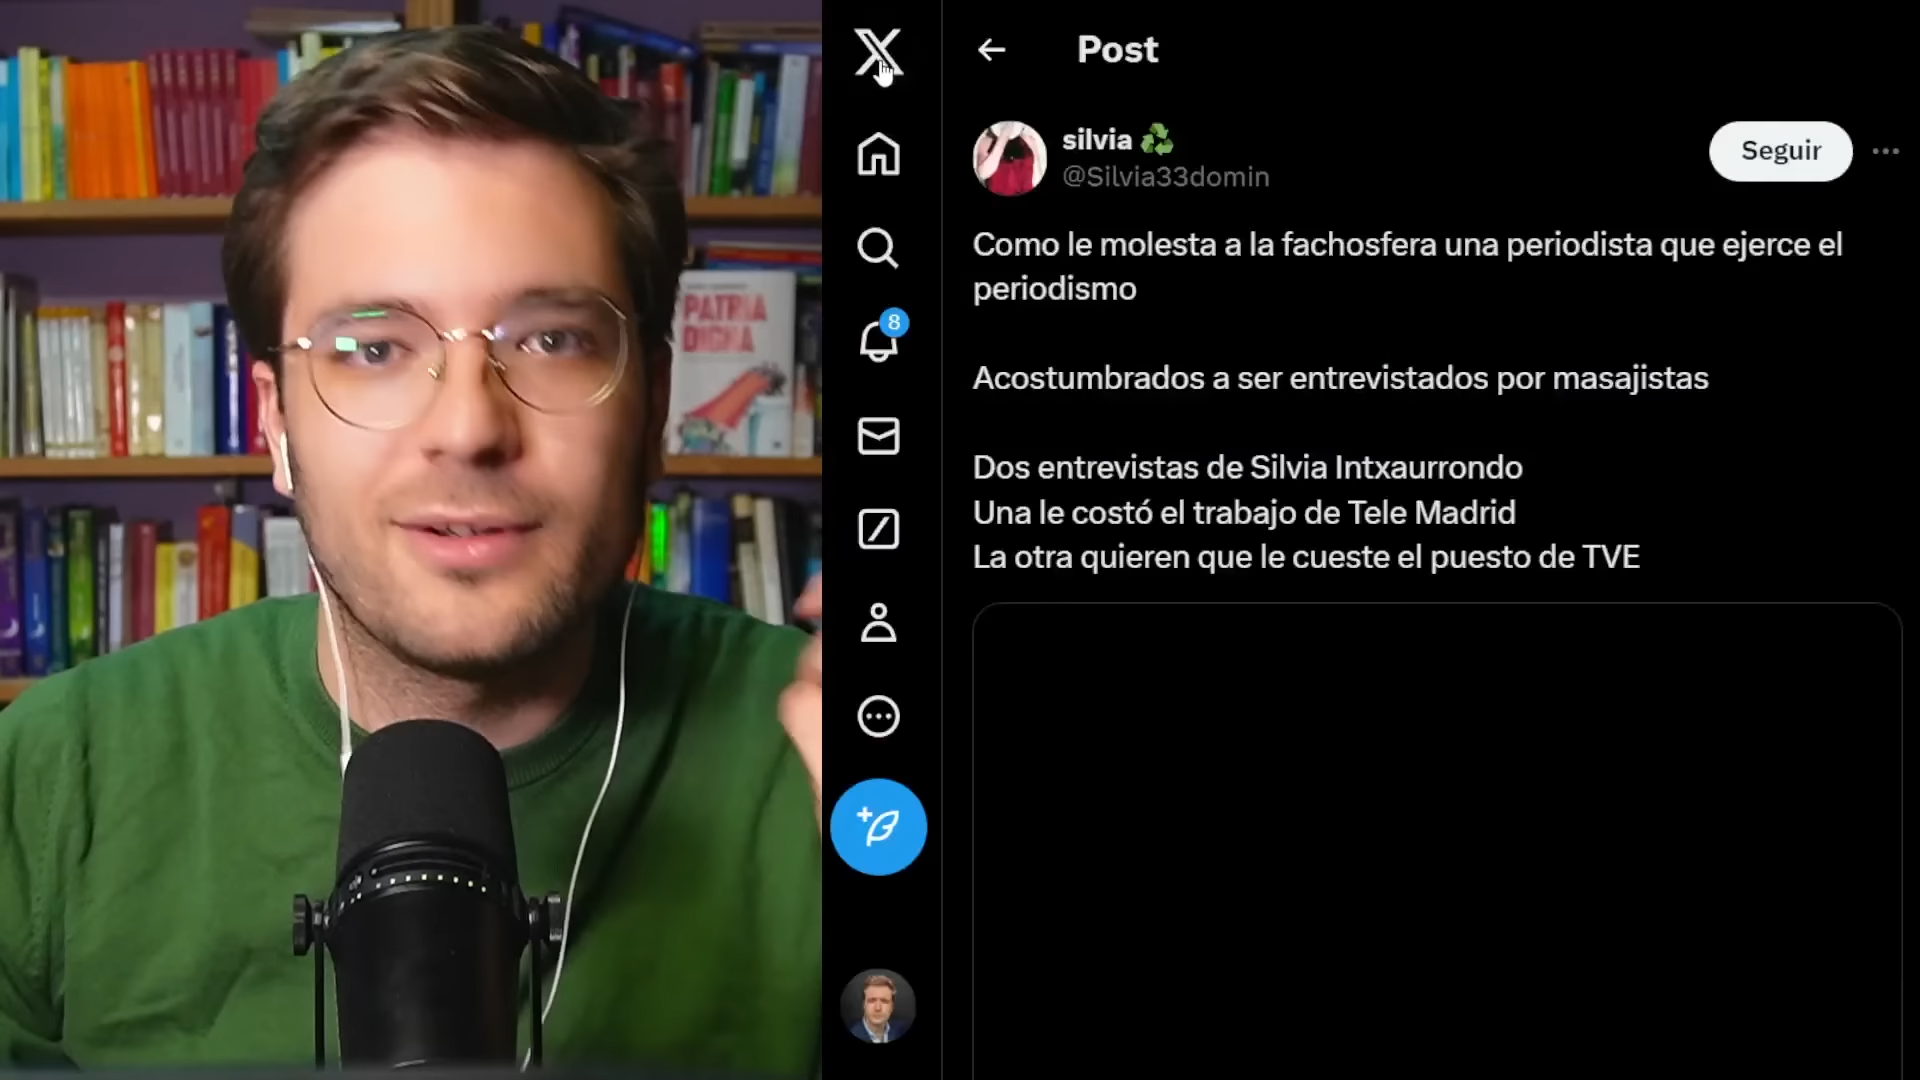 PATRIA
DIGNA
8
Post
silvia
@Silvia33domin
Seguir
Como le molesta a la fachosfera una periodista que ejerce el
periodismo
Acostumbrados a ser entrevistados por masajistas
Dos entrevistas de Silvia Intxaurrondo
Una le costó el trabajo de Tele Madrid
La otra quieren que le cueste el puesto de TVE